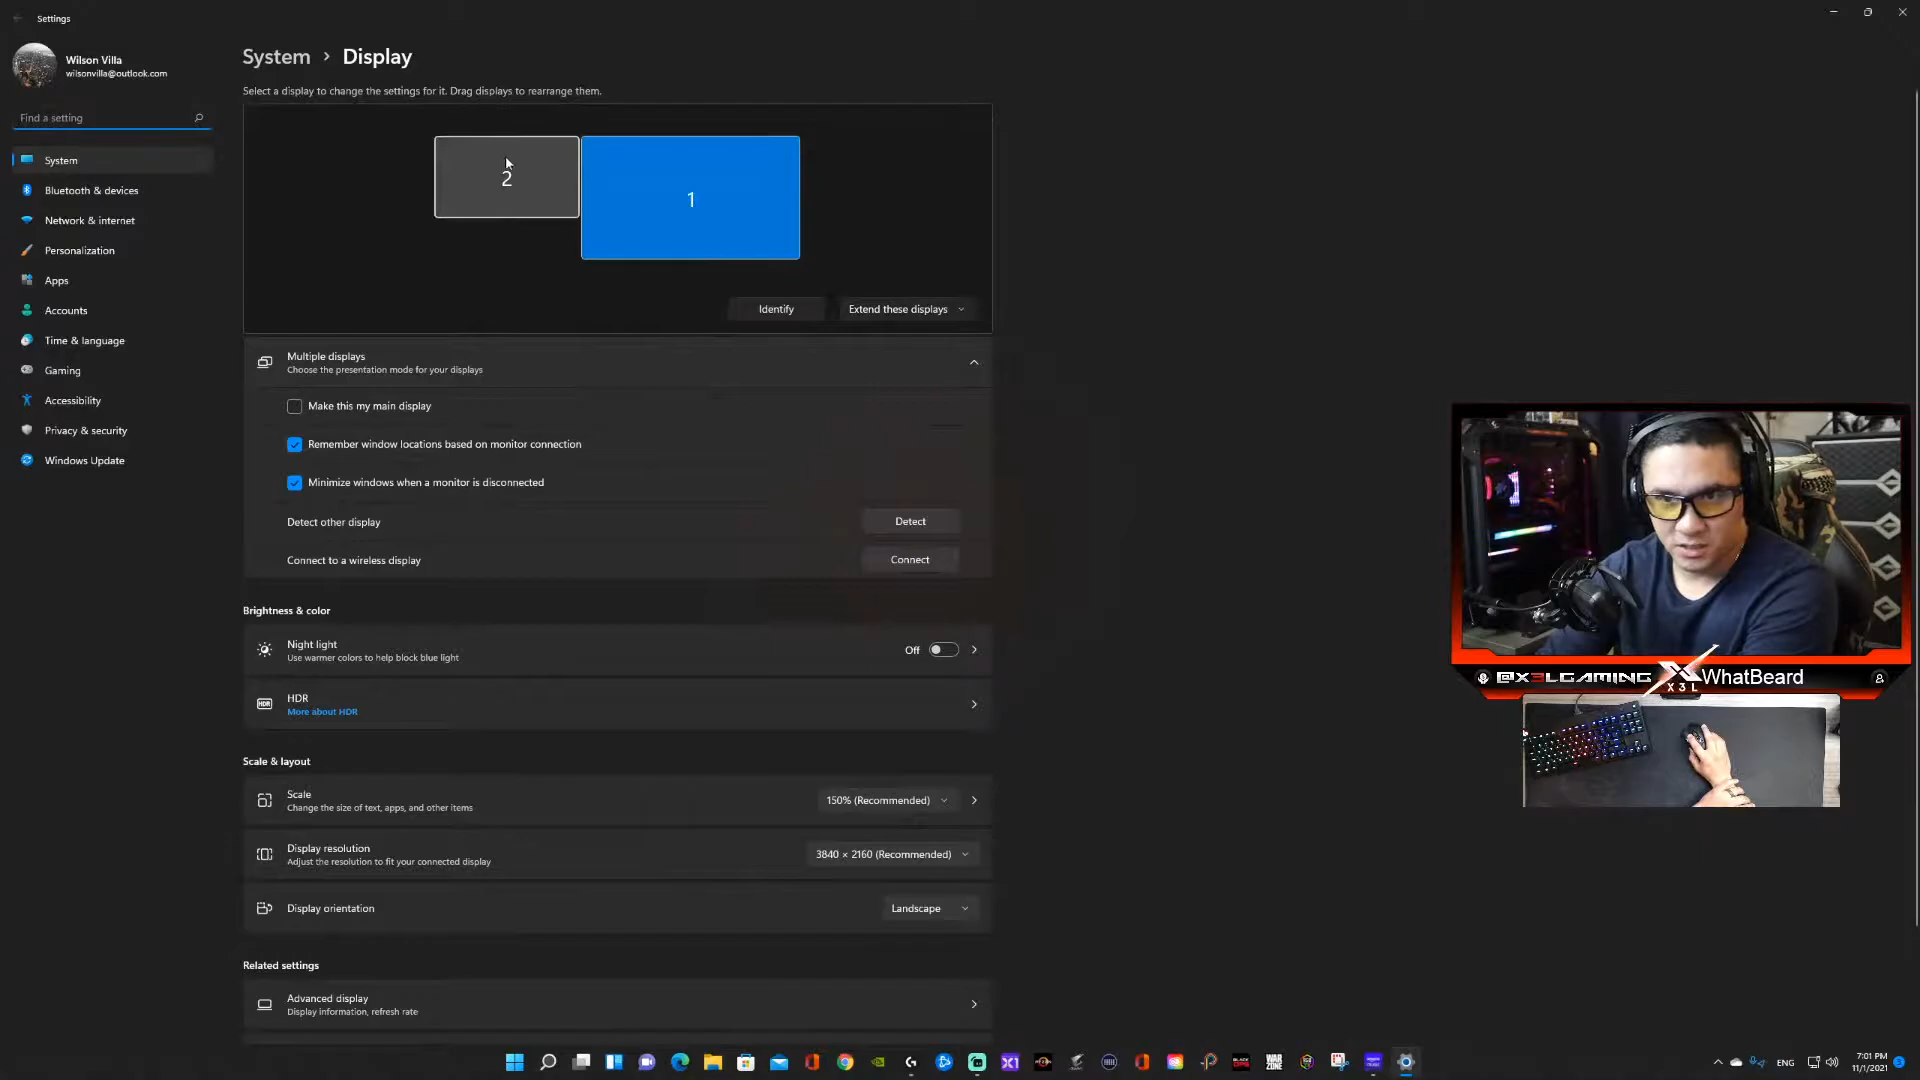 Settings
Wilson Villa
wilsonvilla@outlook.com
Find a setting
System
Bluetooth & devices
Network & internet
Personalization
Apps
Accounts
Time & language
Gaming
Accessibility
Privacy & security
Windows Update
System > Display
Select a display to change the settings for it. Drag displays to rearrange them.
2
1
Identify
Extend these displays
Multiple displays
Choose the presentation mode for your displays
Make this my main display
Remember window locations based on monitor connection
Minimize windows when a monitor is disconnected
Detect other display
Detect
Connect to a wireless display
Connect
Brightness & color
Night light
Use warmer colors to help block blue light
Off
HDR
HDR
More about HDR
Scale & layout
Scale
Change the size of text, apps, and other items
150% (Recommended)
Display resolution
Adjust the resolution to fit your connected display
3840 × 2160 (Recommended)
Display orientation
Landscape
Related settings
Advanced display
Display information, refresh rate
@X3LGAMING
X3L
WhatBeard
X1
WAR ZONE
ENG
7:01 PM
11/1/2021
3